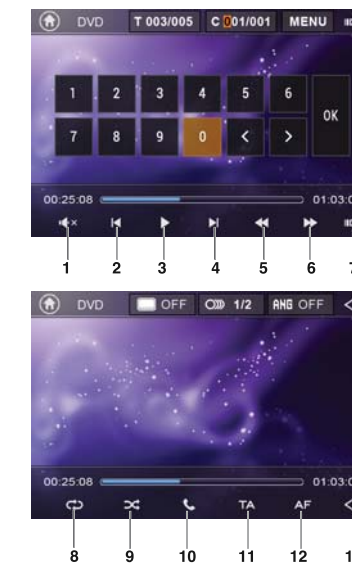 DVD T 003/005 C 001/001 MENU
1 2 3 4 5 6
OK
7 8 9 0 < >
00:25:08 01:03:0
1 2 3 4 5 6 7
DVD OFF 1/2 ANG OFF
00:25:08 01:03:0
TA AF
8 9 10 11 12 1